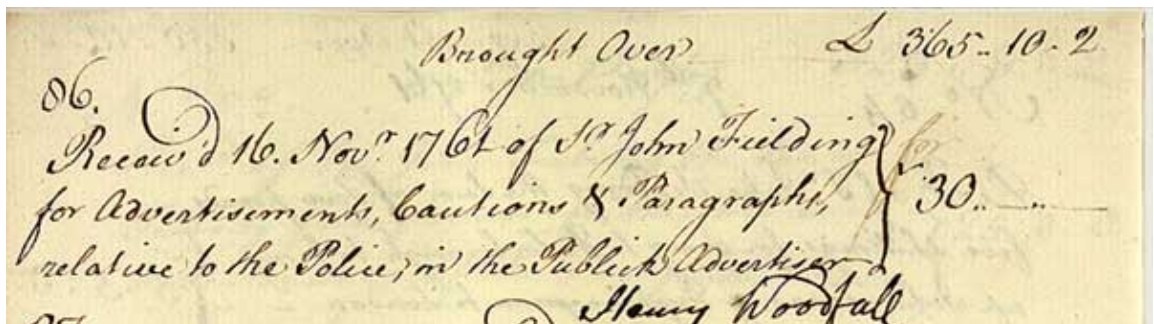 Brought Over £ 365.. 10. 2
86.
Receiv'd 16. Novr. 1761 of Sr. John Fielding
for Advertisements, Cautions & Paragraphs, 30.. — .. —
relative to the Police, in the Publick Advertiser
Henry Woodfall